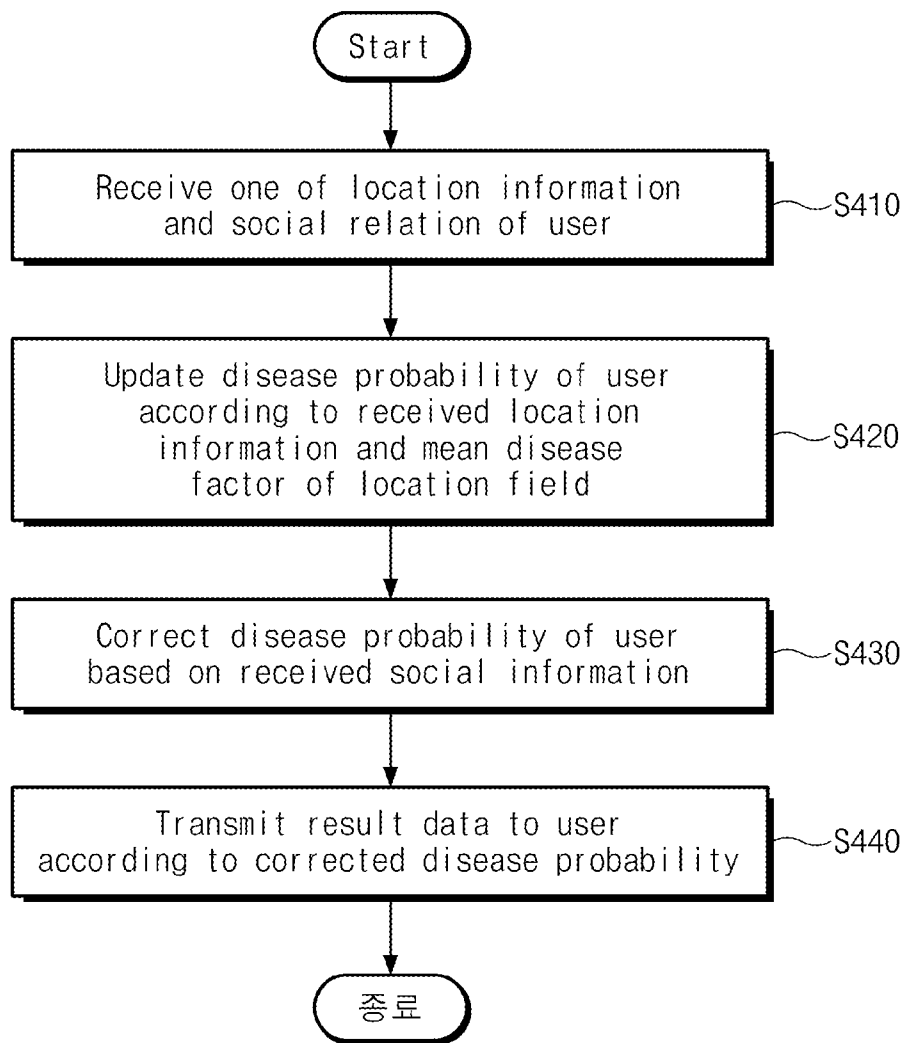 Start
Receive one of location information
and social relation of user
S410
Update disease probability of user
according to received location
information and mean disease
factor of location field
S420
Correct disease probability of user
based on received social information
S430
Transmit result data to user
according to corrected disease probability
S440
종료